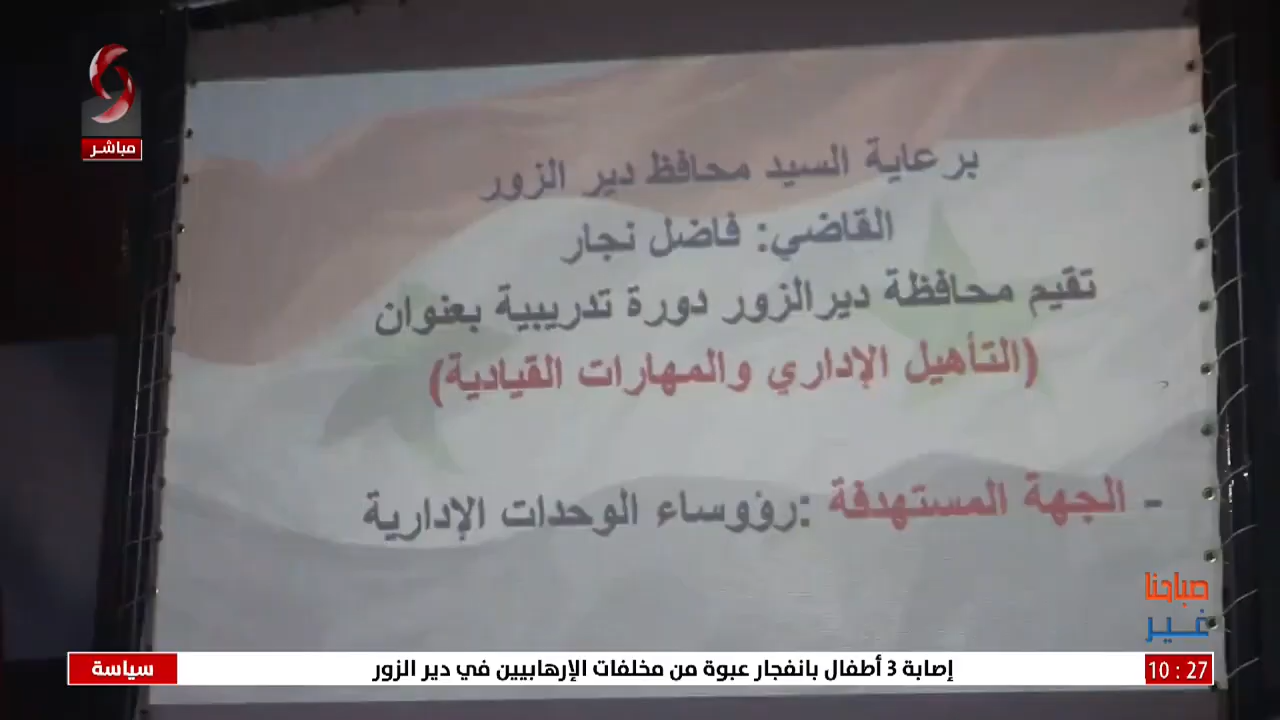 مباشر
برعاية السيد محافظ دير الزور
القاضي: فاضل نجار
تقيم محافظة ديرالزور دورة تدريبية بعنوان
(التأهيل الإداري والمهارات القيادية)
- الجهة المستهدفة :رؤوساء الوحدات الإدارية
صباحنا
غير
سياسة
إصابة 3 أطفال بانفجار عبوة من مخلفات الإرهابيين في دير الزور
10 : 27